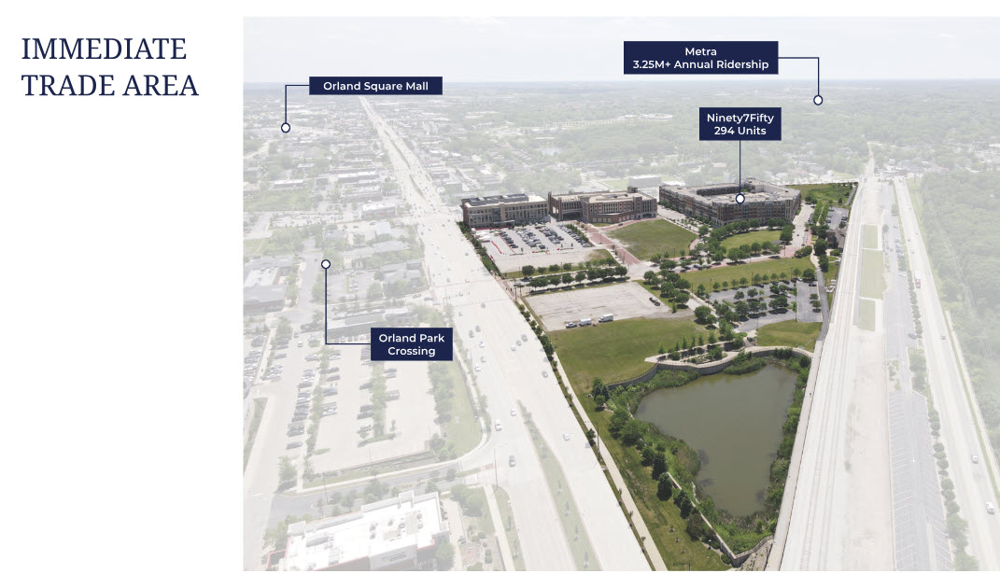 IMMEDIATE
TRADE AREA
Metra
3.25M+ Annual Ridership
Orland Square Mall
Ninety7Fifty
294 Units
Orland Park
Crossing